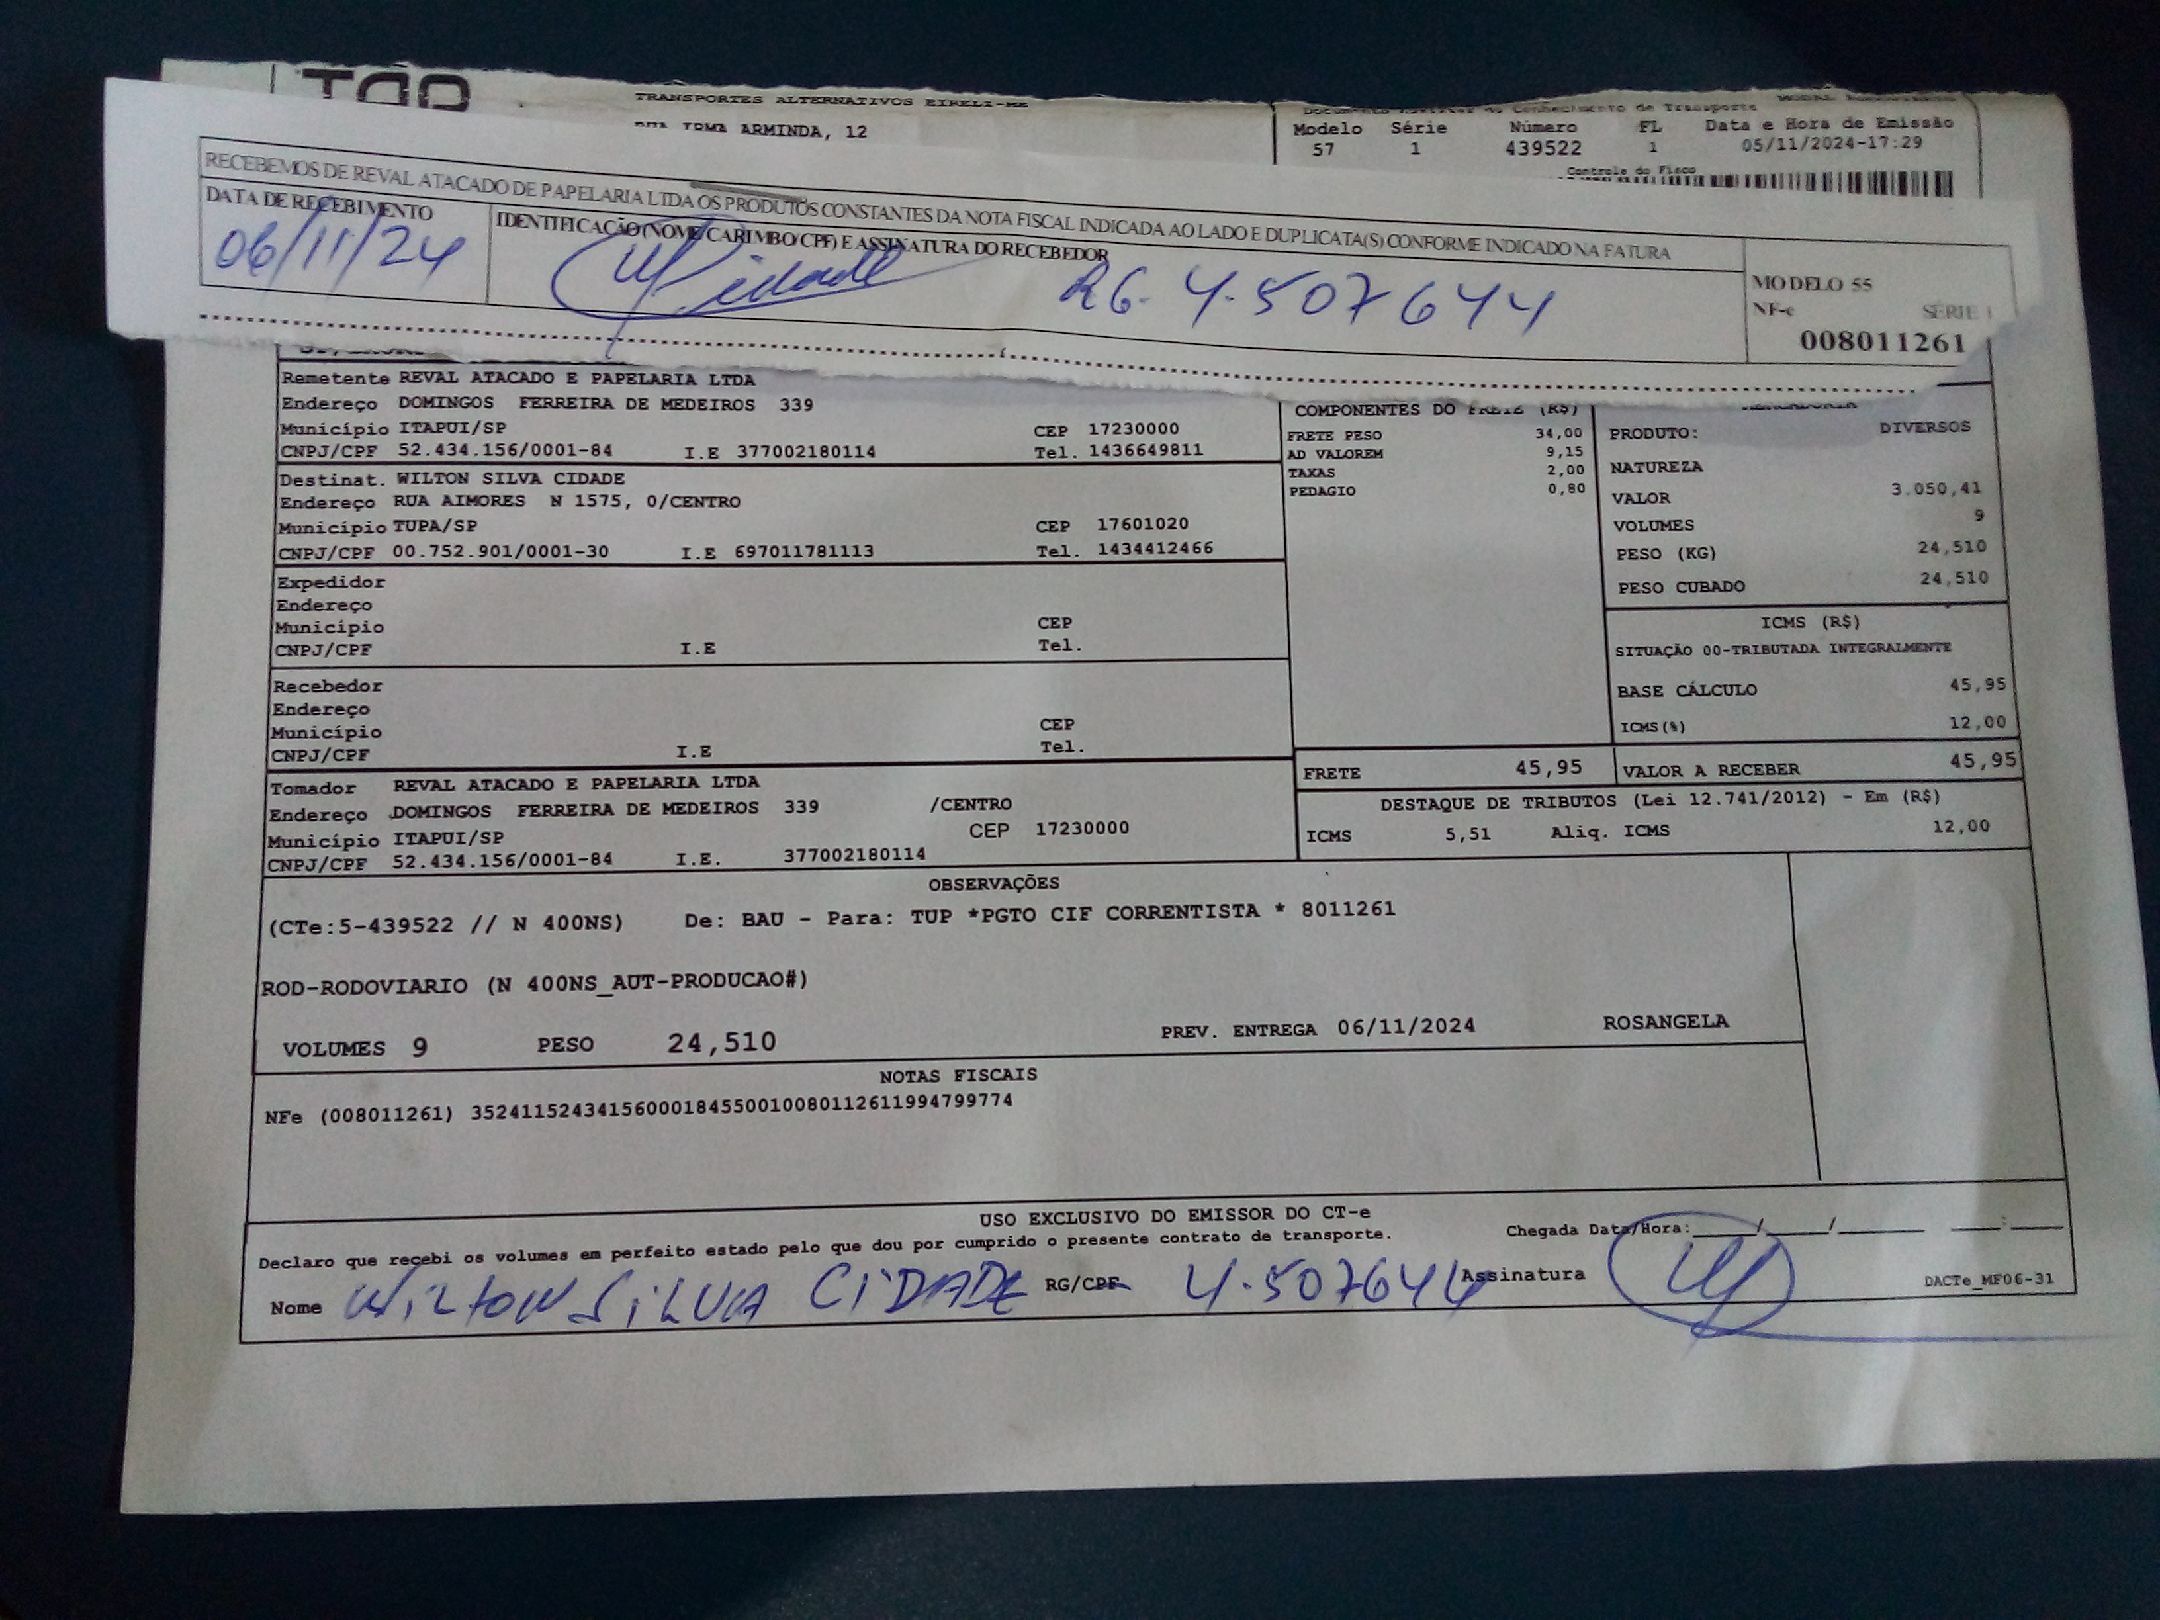 TRANSPORTES ALTERNATIVOS EIRELI-ME
ARMINDA, 12
Documento Auxiliar do Conhecimento de Transporte
Modelo Série Número FL Data e Hora de Emissão
57 1 439522 1 05/11/2024-17:29
Controle do Fisco
RECEBEMOS DE REVAL ATACADO DE PAPELARIA LTDA OS PRODUTOS CONSTANTES DA NOTA FISCAL INDICADA AO LADO E DUPLICATA(S) CONFORME INDICADO NA FATURA
DATA DE RECEBIMENTO
06/11/24
IDENTIFICAÇÃO (NOME/CARIMBO/CPF) E ASSINATURA DO RECEBEDOR
Cidade RG. 4.507644
MODELO 55
NF-e SÉRIE 1
008011261
Remetente REVAL ATACADO E PAPELARIA LTDA
Endereço DOMINGOS FERREIRA DE MEDEIROS 339
Município ITAPUI/SP CEP 17230000
CNPJ/CPF 52.434.156/0001-84 I.E 377002180114 Tel. 1436649811
Destinat. WILTON SILVA CIDADE
Endereço RUA AIMORES N 1575, 0/CENTRO
Município TUPA/SP CEP 17601020
CNPJ/CPF 00.752.901/0001-30 I.E 697011781113 Tel. 1434412466
Expedidor
Endereço
Município CEP
CNPJ/CPF I.E Tel.
Recebedor
Endereço
Município CEP
CNPJ/CPF I.E Tel.
Tomador REVAL ATACADO E PAPELARIA LTDA
Endereço DOMINGOS FERREIRA DE MEDEIROS 339 /CENTRO
Município ITAPUI/SP CEP 17230000
CNPJ/CPF 52.434.156/0001-84 I.E. 377002180114
COMPONENTES DO FRETE (R$)
FRETE PESO 34,00
AD VALOREM 9,15
TAXAS 2,00
PEDAGIO 0,80
PRODUTO: DIVERSOS
NATUREZA
VALOR 3.050,41
VOLUMES 9
PESO (KG) 24,510
PESO CUBADO 24,510
ICMS (R$)
SITUAÇÃO 00-TRIBUTADA INTEGRALMENTE
BASE CÁLCULO 45,95
ICMS(%) 12,00
FRETE 45,95 VALOR A RECEBER 45,95
DESTAQUE DE TRIBUTOS (Lei 12.741/2012) - Em (R$)
ICMS 5,51 Aliq. ICMS 12,00
OBSERVAÇÕES
(CTe:5-439522 // N 400NS) De: BAU - Para: TUP *PGTO CIF CORRENTISTA * 8011261
ROD-RODOVIARIO (N 400NS_AUT-PRODUCAO#)
VOLUMES 9 PESO 24,510 PREV. ENTREGA 06/11/2024 ROSANGELA
NOTAS FISCAIS
NFe (008011261) 35241152434156000184550010080112611994799774
USO EXCLUSIVO DO EMISSOR DO CT-e
Declaro que recebi os volumes em perfeito estado pelo que dou por cumprido o presente contrato de transporte. Chegada Data/Hora:
Nome WILTON SILVA CIDADE RG/CPF 4.507644 Assinatura DACTe_MF06-31